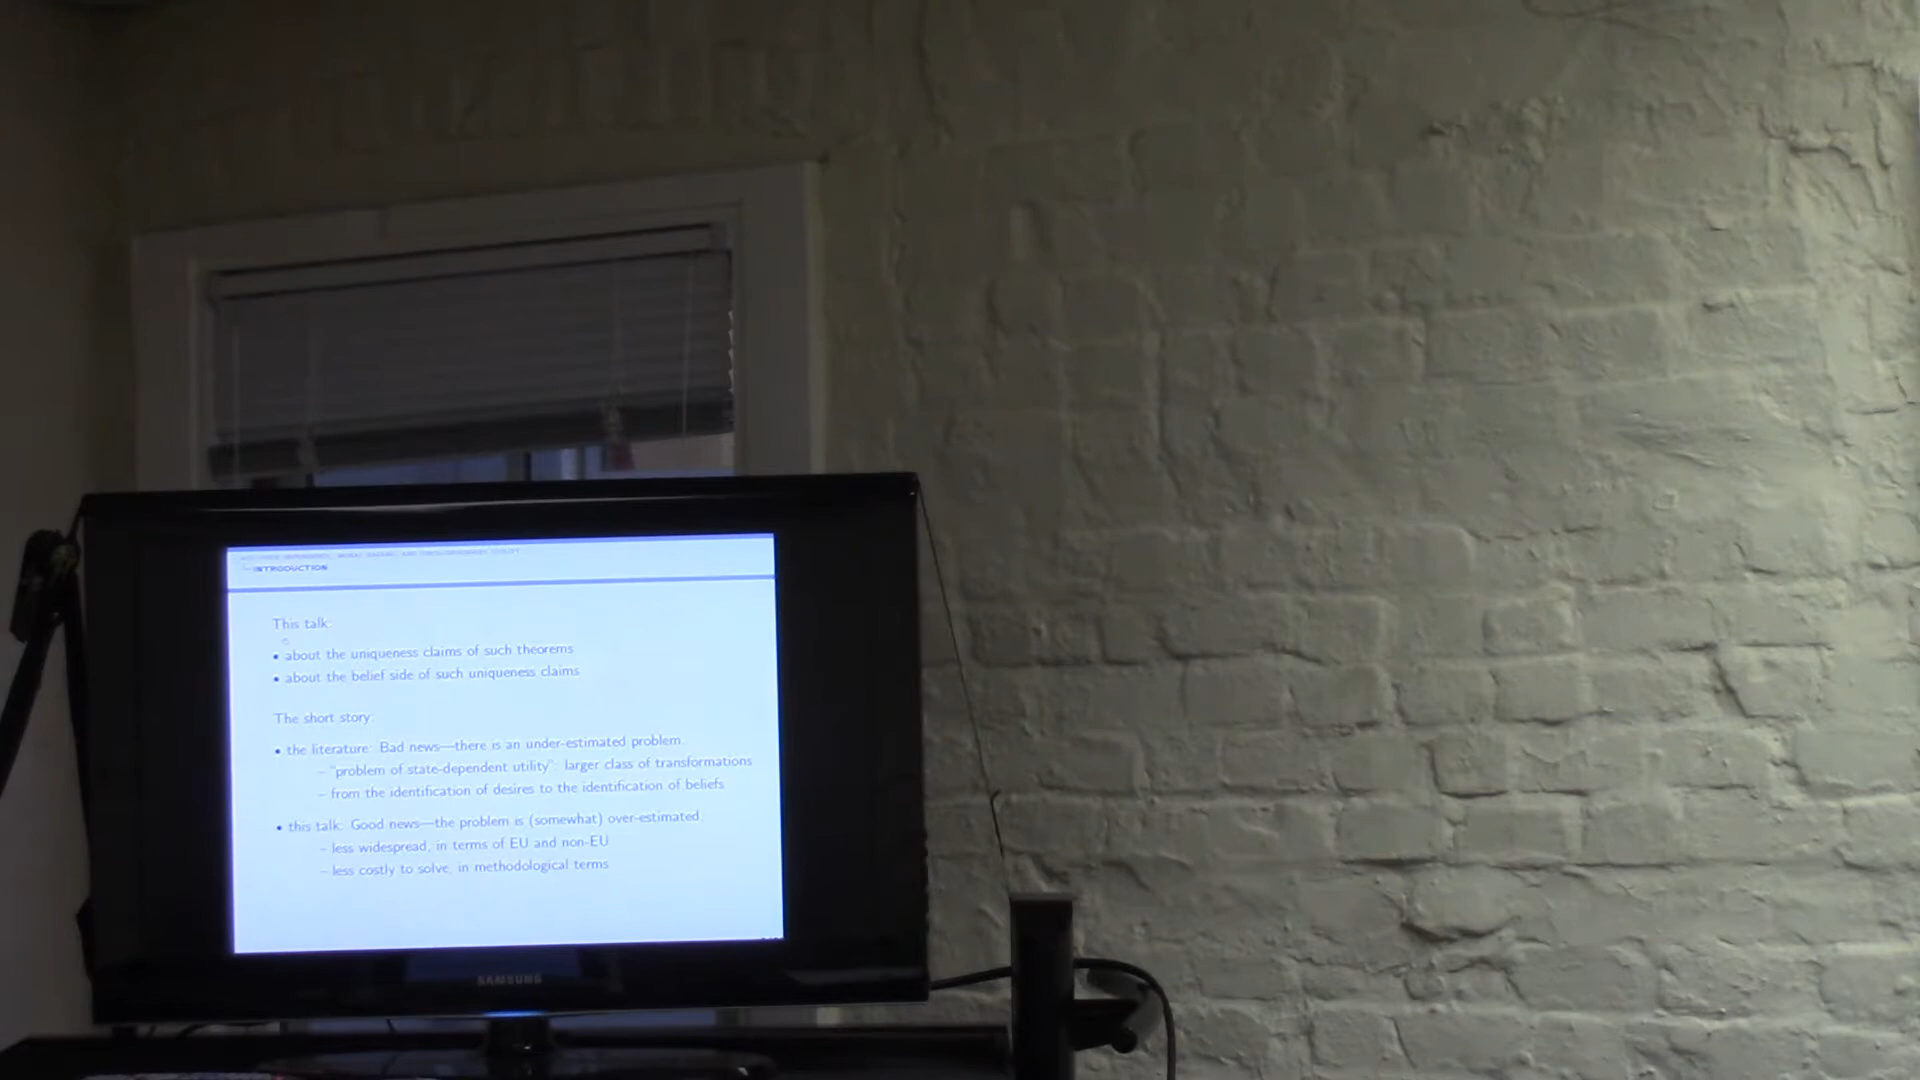 INTRODUCTION
This talk:
• about the uniqueness claims of such theorems
• about the belief side of such uniqueness claims
The short story:
• the literature: Bad news—there is an under-estimated problem.
– "problem of state-dependent utility": larger class of transformations
– from the identification of desires to the identification of beliefs
• this talk: Good news—the problem is (somewhat) over-estimated.
– less widespread, in terms of EU and non-EU
– less costly to solve, in methodological terms
SAMSUNG